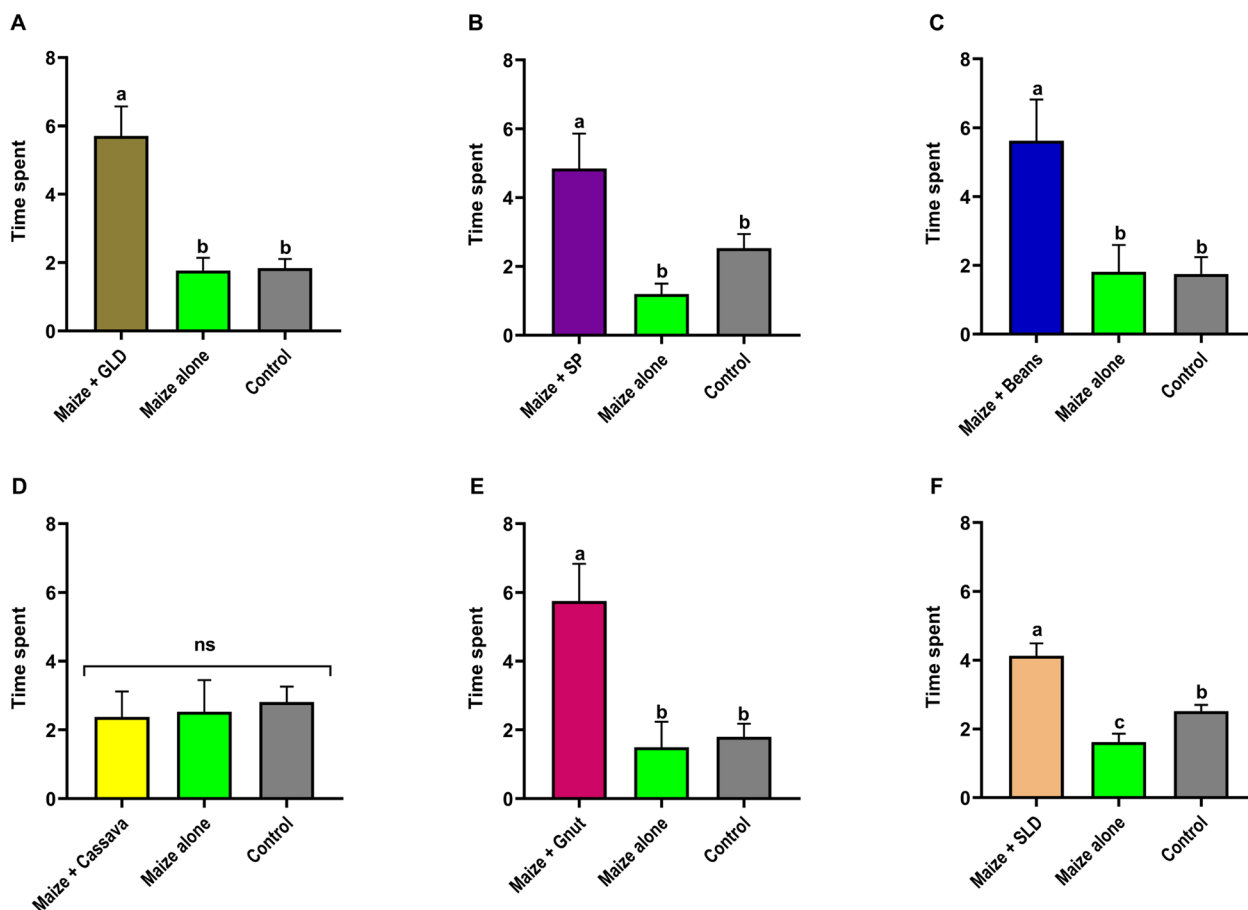 A
Time spent
8
6
4
2
0
a
b
b
Maize + GLD
Maize alone
Control
B
Time spent
8
6
4
2
0
a
b
b
Maize + SP
Maize alone
Control
C
Time spent
8
6
4
2
0
a
b
b
Maize + Beans
Maize alone
Control
D
Time spent
8
6
4
2
0
ns
Maize + Cassava
Maize alone
Control
E
Time spent
8
6
4
2
0
a
b
b
Maize + Gnut
Maize alone
Control
F
Time spent
8
6
4
2
0
a
c
b
Maize + SLD
Maize alone
Control